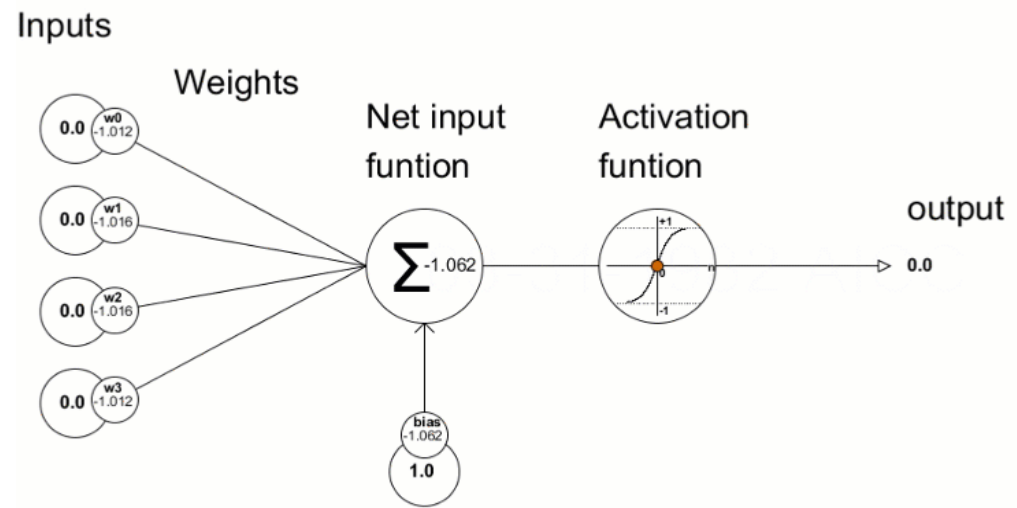 Inputs
Weights
0.0 w0 -1.012
0.0 w1 -1.016
0.0 w2 -1.016
0.0 w3 -1.012
Net input
funtion
Σ -1.062
bias
-1.062
1.0
Activation
funtion
+1
0
n
-1
output
0.0